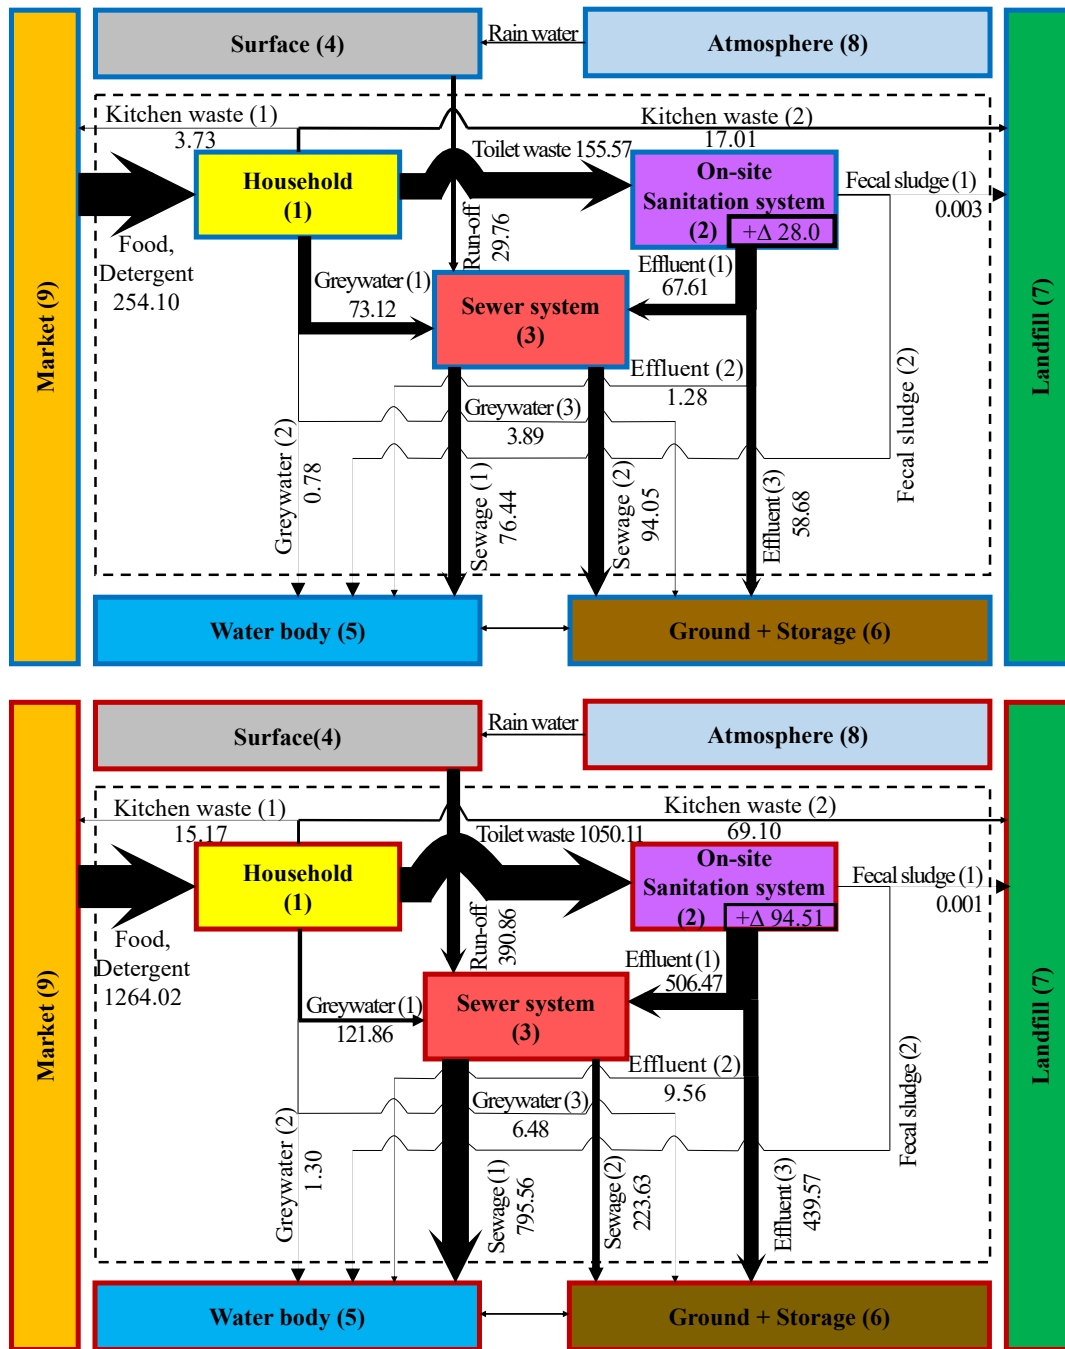 Surface (4)
Rain water
Atmosphere (8)
Kitchen waste (1)
3.73
Kitchen waste (2)
17.01
Toilet waste 155.57
Household
(1)
On-site
Sanitation system
(2)
+Δ 28.0
Fecal sludge (1)
0.003
Food,
Detergent
254.10
Run-off
29.76
Greywater (1)
73.12
Effluent (1)
67.61
Sewer system
(3)
Market (9)
Landfill (7)
Effluent (2)
1.28
Greywater (3)
3.89
Fecal sludge (2)
Greywater (2)
0.78
Sewage (1)
76.44
Sewage (2)
94.05
Effluent (3)
58.68
Water body (5)
Ground + Storage (6)
Surface(4)
Rain water
Atmosphere (8)
Kitchen waste (1)
15.17
Kitchen waste (2)
69.10
Toilet waste 1050.11
Household
(1)
On-site
Sanitation system
(2)
+Δ 94.51
Fecal sludge (1)
0.001
Food,
Detergent
1264.02
Run-off
390.86
Greywater (1)
121.86
Effluent (1)
506.47
Sewer system
(3)
Market (9)
Landfill (7)
Effluent (2)
9.56
Greywater (3)
6.48
Fecal sludge (2)
Greywater (2)
1.30
Sewage (1)
795.56
Sewage (2)
223.63
Effluent (3)
439.57
Water body (5)
Ground + Storage (6)